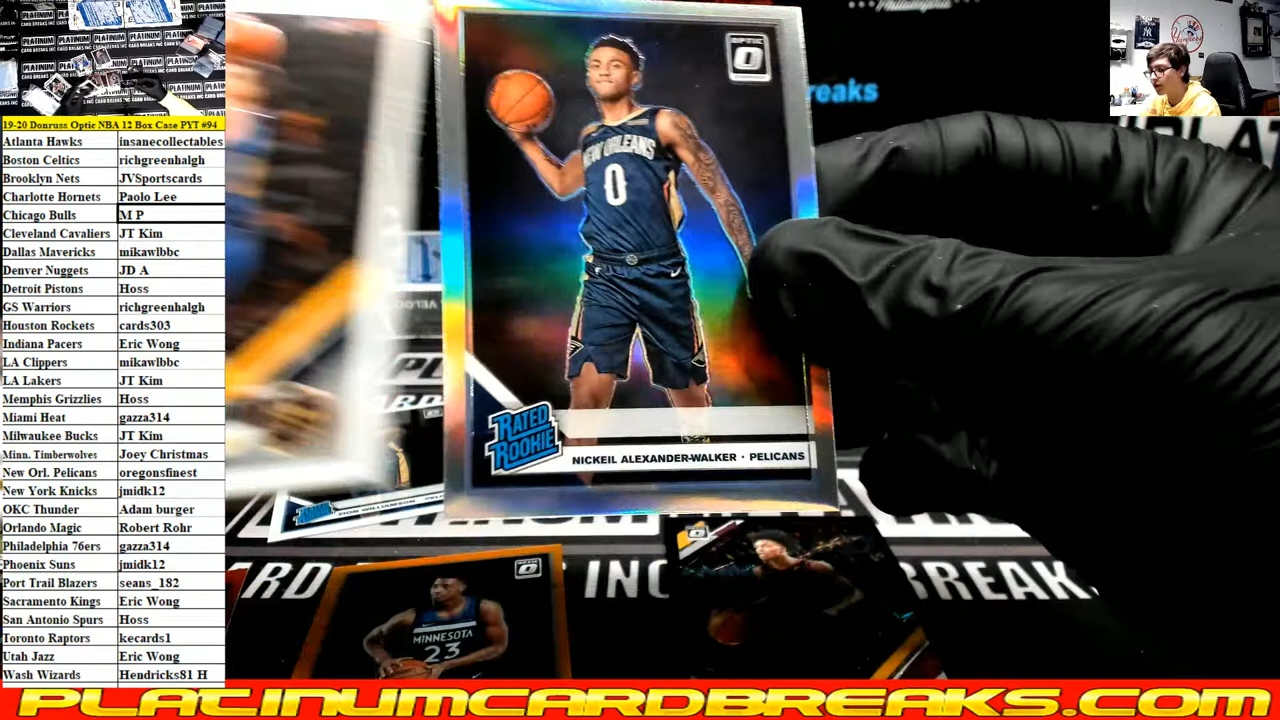 19-20 Donruss Optic NBA 12 Box Case PYT #94
Atlanta Hawks insanecollectables
Boston Celtics richgreenhalgh
Brooklyn Nets JVSportscards
Charlotte Hornets Paolo Lee
Chicago Bulls M P
Cleveland Cavaliers JT Kim
Dallas Mavericks mikawlbbc
Denver Nuggets JD A
Detroit Pistons Hoss
GS Warriors richgreenhalgh
Houston Rockets cards303
Indiana Pacers Eric Wong
LA Clippers mikawlbbc
LA Lakers JT Kim
Memphis Grizzlies Hoss
Miami Heat gazza314
Milwaukee Bucks JT Kim
Minn. Timberwolves Joey Christmas
New Orl. Pelicans oregonsfinest
New York Knicks jmidk12
OKC Thunder Adam burger
Orlando Magic Robert Rohr
Philadelphia 76ers gazza314
Phoenix Suns jmidk12
Port Trail Blazers seans_182
Sacramento Kings Eric Wong
San Antonio Spurs Hoss
Toronto Raptors kecards1
Utah Jazz Eric Wong
Wash Wizards Hendricks81 H
OPTIC
NEW ORLEANS
0
RATED
ROOKIE
NICKEIL ALEXANDER-WALKER · PELICANS
reaks
ZION WILLIAMSON
OPTIC
MINNESOTA
23
INC
BREAK
PLATINUMCARDBREAKS.COM